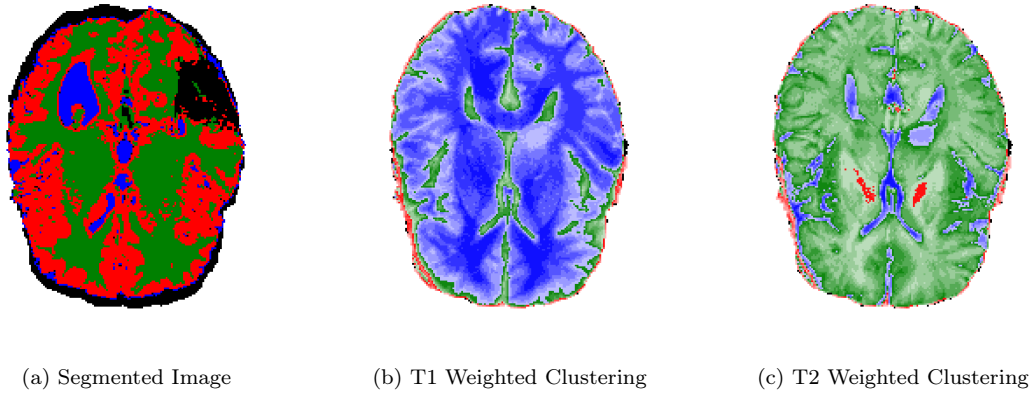 (a) Segmented Image
(b) T1 Weighted Clustering
(c) T2 Weighted Clustering